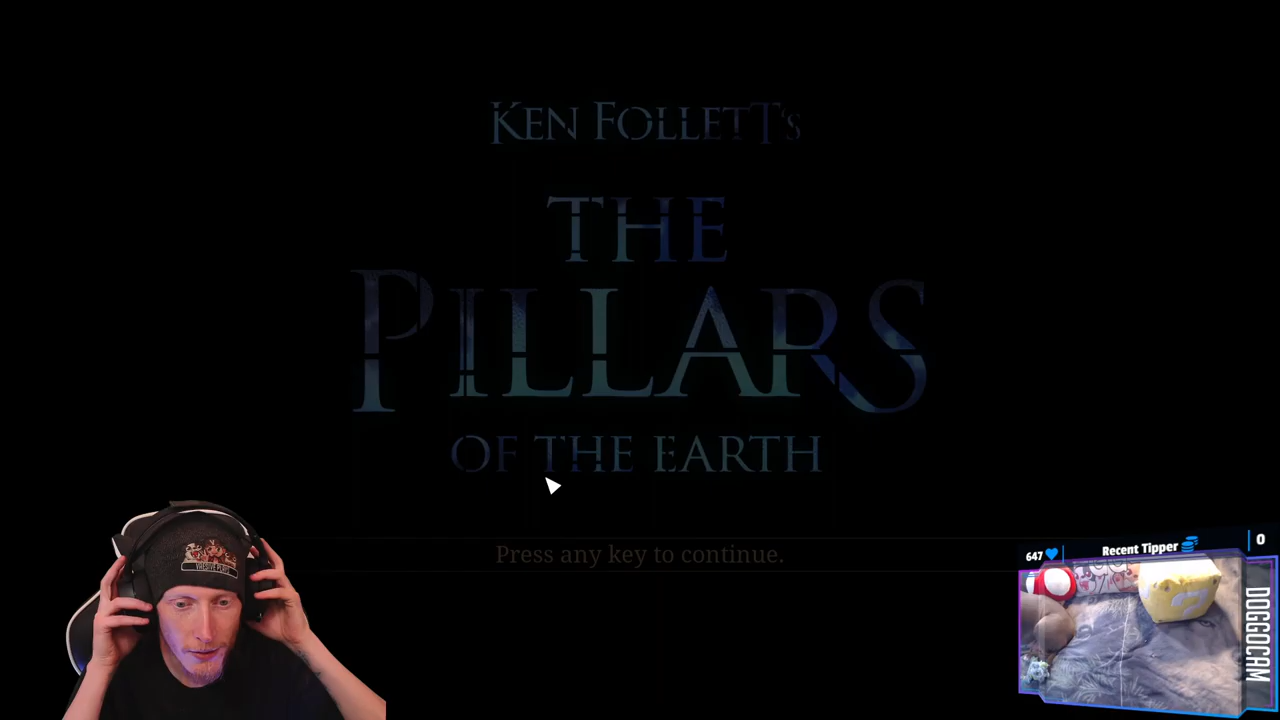 KEN FOLLETT's
THE
PILLARS
OF THE EARTH
Press any key to continue.
647
Recent Tipper
0
DOGGOCAM
?